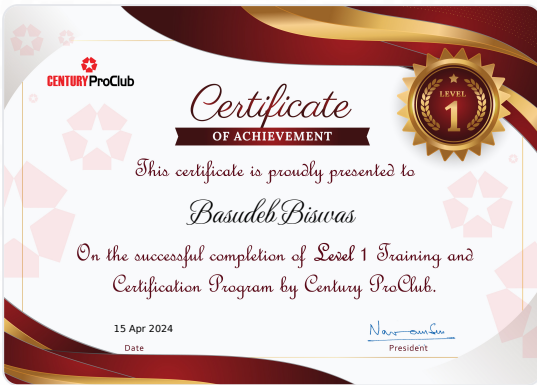 CENTURY ProClub
LEVEL
1
Certificate
OF ACHIEVEMENT
This certificate is proudly presented to
Basudeb Biswas
On the successful completion of Level 1 Training and
Certification Program by Century ProClub.
15 Apr 2024
Date
President